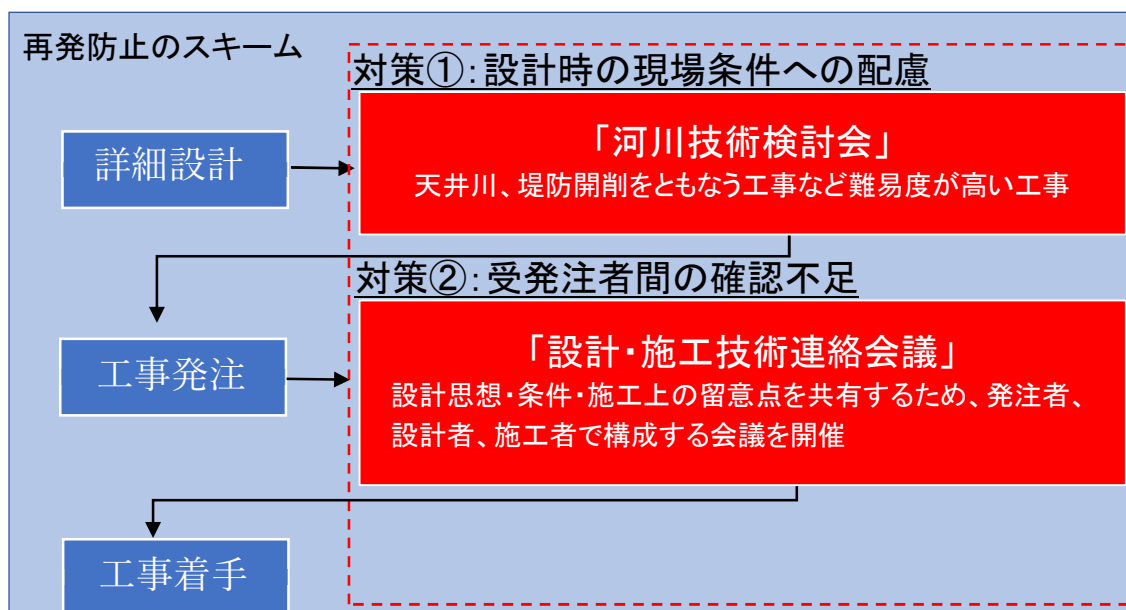 再発防止のスキーム
対策①:設計時の現場条件への配慮
詳細設計
「河川技術検討会」
天井川、堤防開削をともなう工事など難易度が高い工事
対策②:受発注者間の確認不足
工事発注
「設計・施工技術連絡会議」
設計思想・条件・施工上の留意点を共有するため、発注者、
設計者、施工者で構成する会議を開催
工事着手